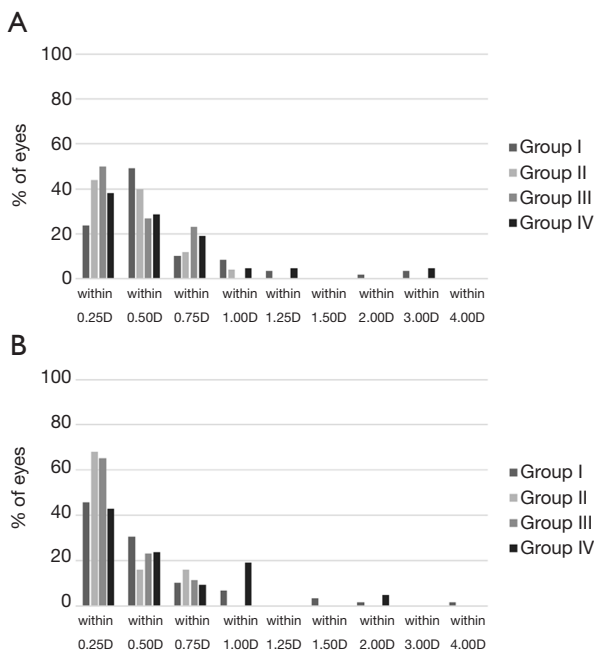 A
100
80
60
40
20
0
% of eyes
within within within within within within within within within
0.25D 0.50D 0.75D 1.00D 1.25D 1.50D 2.00D 3.00D 4.00D
Group I
Group II
Group III
Group IV
B
100
80
60
40
20
0
% of eyes
within within within within within within within within within
0.25D 0.50D 0.75D 1.00D 1.25D 1.50D 2.00D 3.00D 4.00D
Group I
Group II
Group III
Group IV